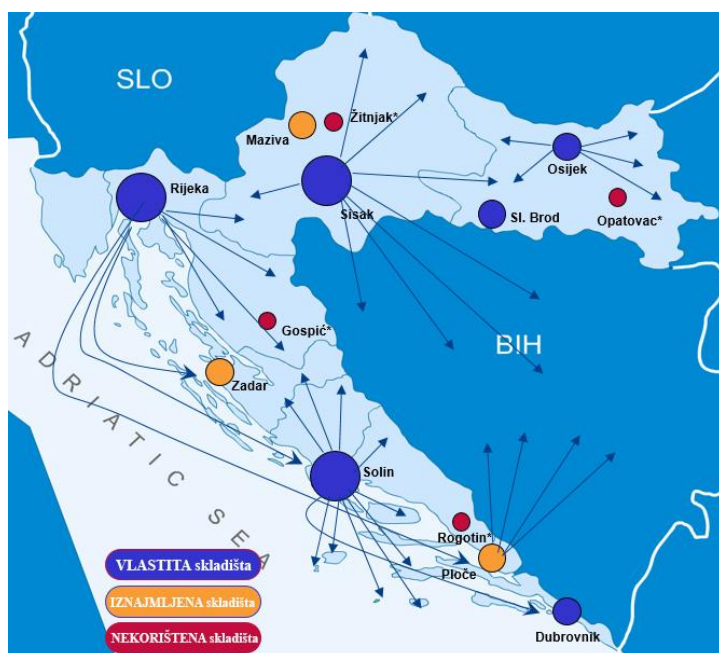 SLO
Žitnjak*
Maziva
Osijek
Rijeka
Sisak
Sl. Brod
Opatovac*
BIH
Gospić*
Zadar
ADRIATIC SEA
Solin
Rogotin*
Ploče
Dubrovnik
VLASTITA skladišta
IZNAJMLJENA skladišta
NEKORIŠTENA skladišta